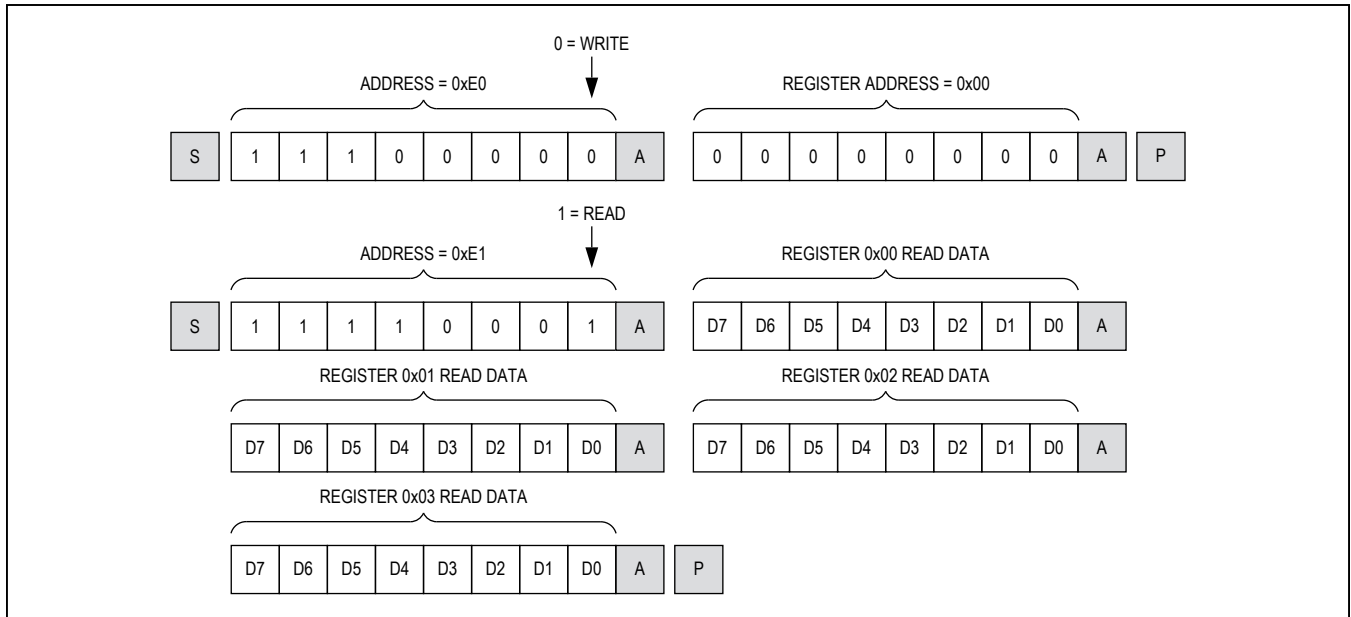 0 = WRITE
ADDRESS = 0xE0 REGISTER ADDRESS = 0x00
S 1 1 1 0 0 0 0 0 A 0 0 0 0 0 0 0 0 A P
1 = READ
ADDRESS = 0xE1 REGISTER 0x00 READ DATA
S 1 1 1 1 0 0 0 1 A D7 D6 D5 D4 D3 D2 D1 D0 A
REGISTER 0x01 READ DATA REGISTER 0x02 READ DATA
D7 D6 D5 D4 D3 D2 D1 D0 A D7 D6 D5 D4 D3 D2 D1 D0 A
REGISTER 0x03 READ DATA
D7 D6 D5 D4 D3 D2 D1 D0 A P